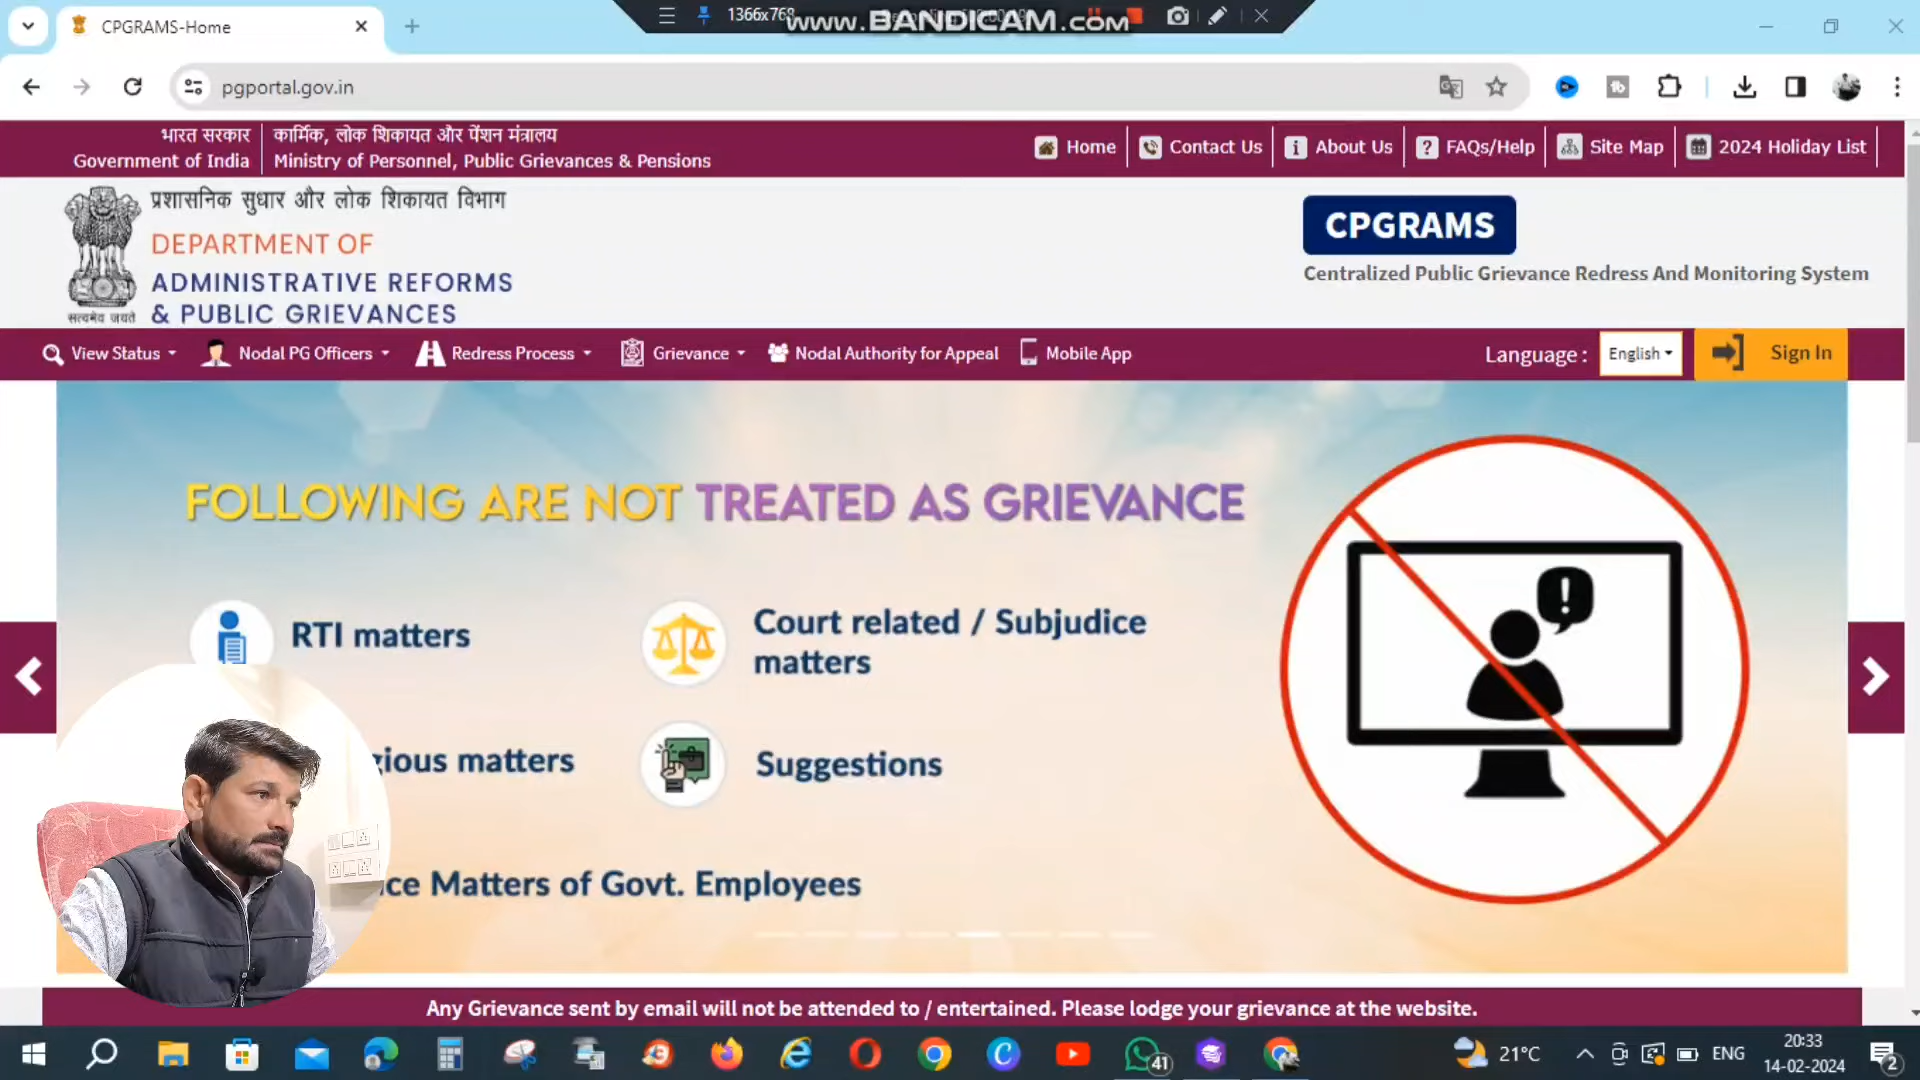 CPGRAMS-Home
1366x768
www.BANDICAM.com
pgportal.gov.in
भारत सरकार
Government of India
कार्मिक, लोक शिकायत और पेंशन मंत्रालय
Ministry of Personnel, Public Grievances & Pensions
Home
Contact Us
About Us
FAQs/Help
Site Map
2024 Holiday List
प्रशासनिक सुधार और लोक शिकायत विभाग
DEPARTMENT OF
ADMINISTRATIVE REFORMS
& PUBLIC GRIEVANCES
सत्यमेव जयते
CPGRAMS
Centralized Public Grievance Redress And Monitoring System
View Status
Nodal PG Officers
Redress Process
Grievance
Nodal Authority for Appeal
Mobile App
Language :
English
Sign In
FOLLOWING ARE NOT TREATED AS GRIEVANCE
RTI matters
Court related / Subjudice
matters
gious matters
Suggestions
ice Matters of Govt. Employees
Any Grievance sent by email will not be attended to / entertained. Please lodge your grievance at the website.
41
21°C
ENG
20:33
14-02-2024
2